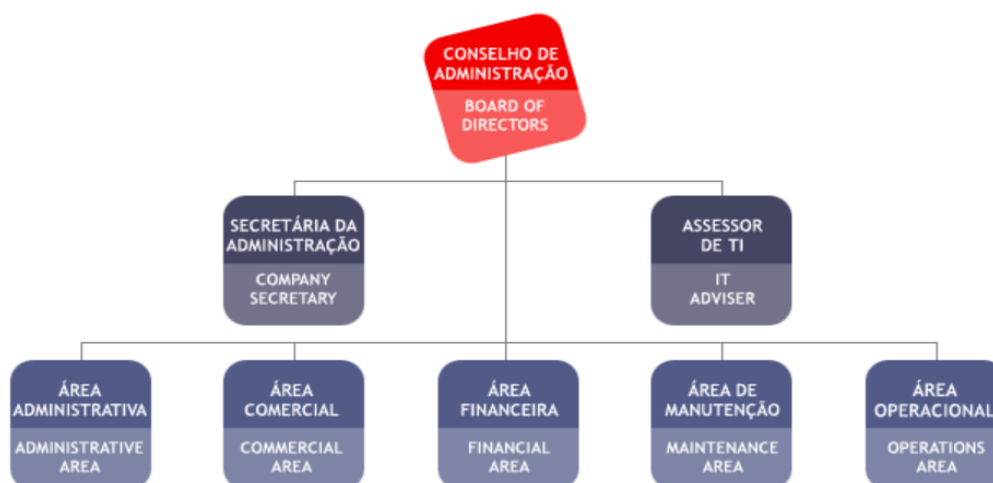 CONSELHO DE
ADMINISTRAÇÃO
BOARD OF
DIRECTORS
SECRETÁRIA DA
ADMINISTRAÇÃO
COMPANY
SECRETARY
ASSESSOR
DE TI
IT
ADVISER
ÁREA
ADMINISTRATIVA
ADMINISTRATIVE
AREA
ÁREA
COMERCIAL
COMMERCIAL
AREA
ÁREA
FINANCEIRA
FINANCIAL
AREA
ÁREA DE
MANUTENÇÃO
MAINTENANCE
AREA
ÁREA
OPERACIONAL
OPERATIONS
AREA